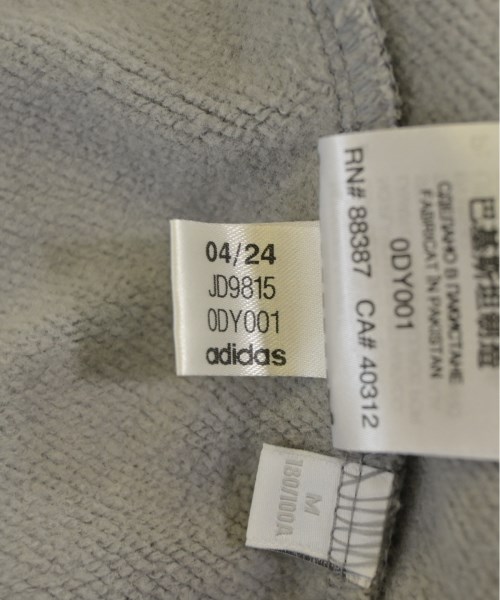 04/24
JD9815
0DY001
adidas
RN# 88387 CA# 40312
0DY001
FABRICAT ÎN PAKISTAN
СДЕЛАНО В ПАКИСТАНЕ
巴基斯坦制造
M
180/100A